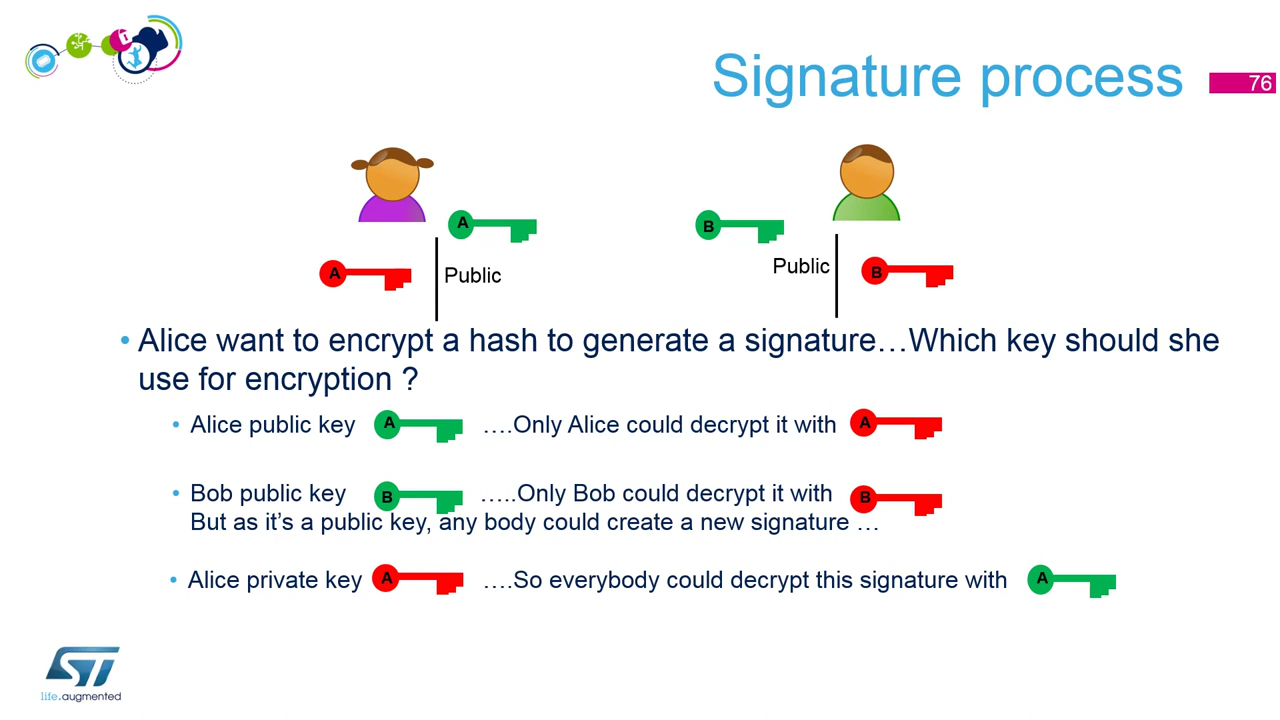 Signature process
76
A
B
A
Public
Public
B
• Alice want to encrypt a hash to generate a signature…Which key should she
use for encryption ?
• Alice public key A ….Only Alice could decrypt it with A
• Bob public key B …..Only Bob could decrypt it with B
But as it’s a public key, any body could create a new signature …
• Alice private key A ….So everybody could decrypt this signature with A
ST
life.augmented